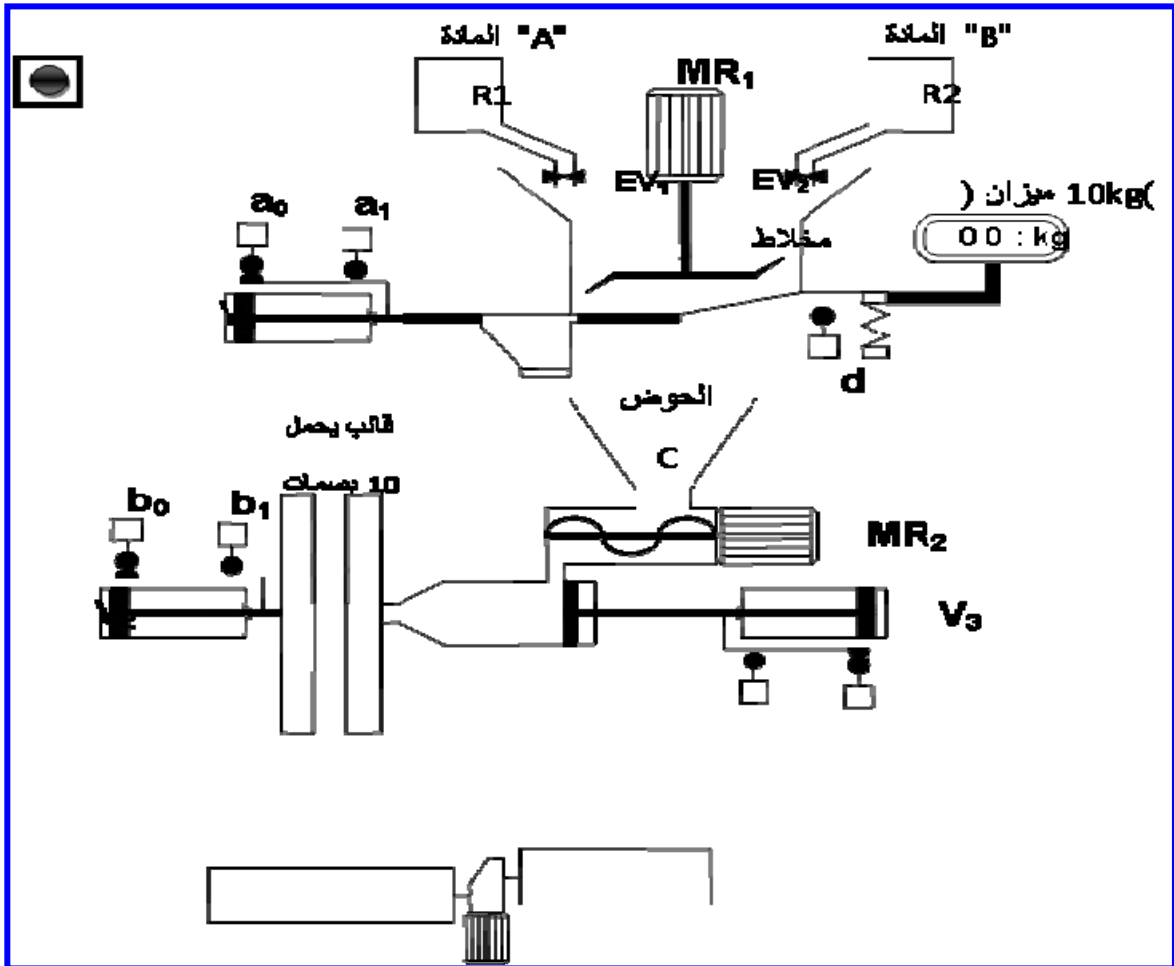 المادة "A"
المادة "B"
MR₁
R1
R2
EV₁
EV₂
a₀
a₁
ميزان (10kg)
مخلاط
00 : kg
d
الحوض
قالب يحمل
C
10 بصمات
b₀
b₁
MR₂
V₃